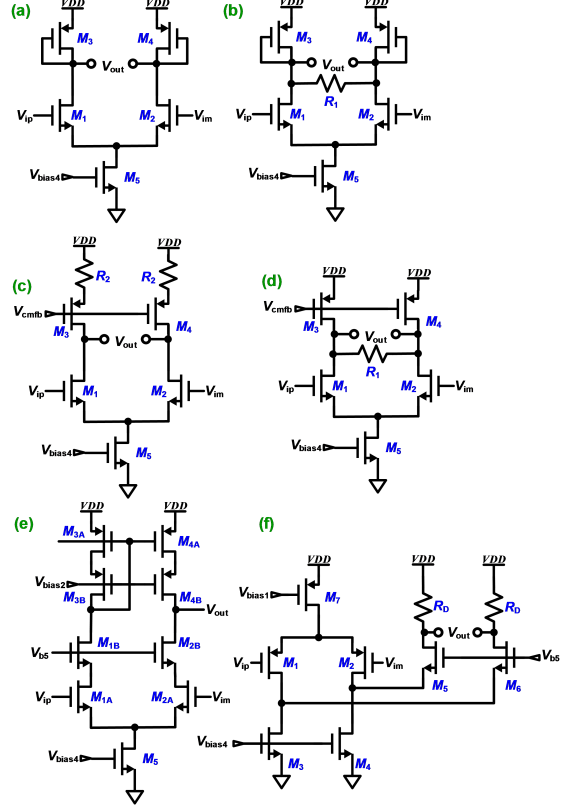 (a) VDD VDD (b) VDD VDD
M3 M4 M3 M4
Vout Vout
R1
Vip M1 M2 Vim Vip M1 M2 Vim
Vbias4 M5 Vbias4 M5
VDD VDD
(c) R2 R2 (d) VDD VDD
Vcmfb M3 M4 Vcmfb M3 M4
Vout Vout
R1
Vip M1 M2 Vim Vip M1 M2 Vim
Vbias4 M5 Vbias4 M5
(e) VDD VDD (f)
M3A M4A VDD VDD VDD
Vbias2 M3B M4B Vbias1 M7 RD RD
Vout Vout
Vb5 M1B M2B Vip M1 M2 Vim M5 M6 Vb5
Vip M1A M2A Vim
Vbias4 M5 Vbias4 M3 M4